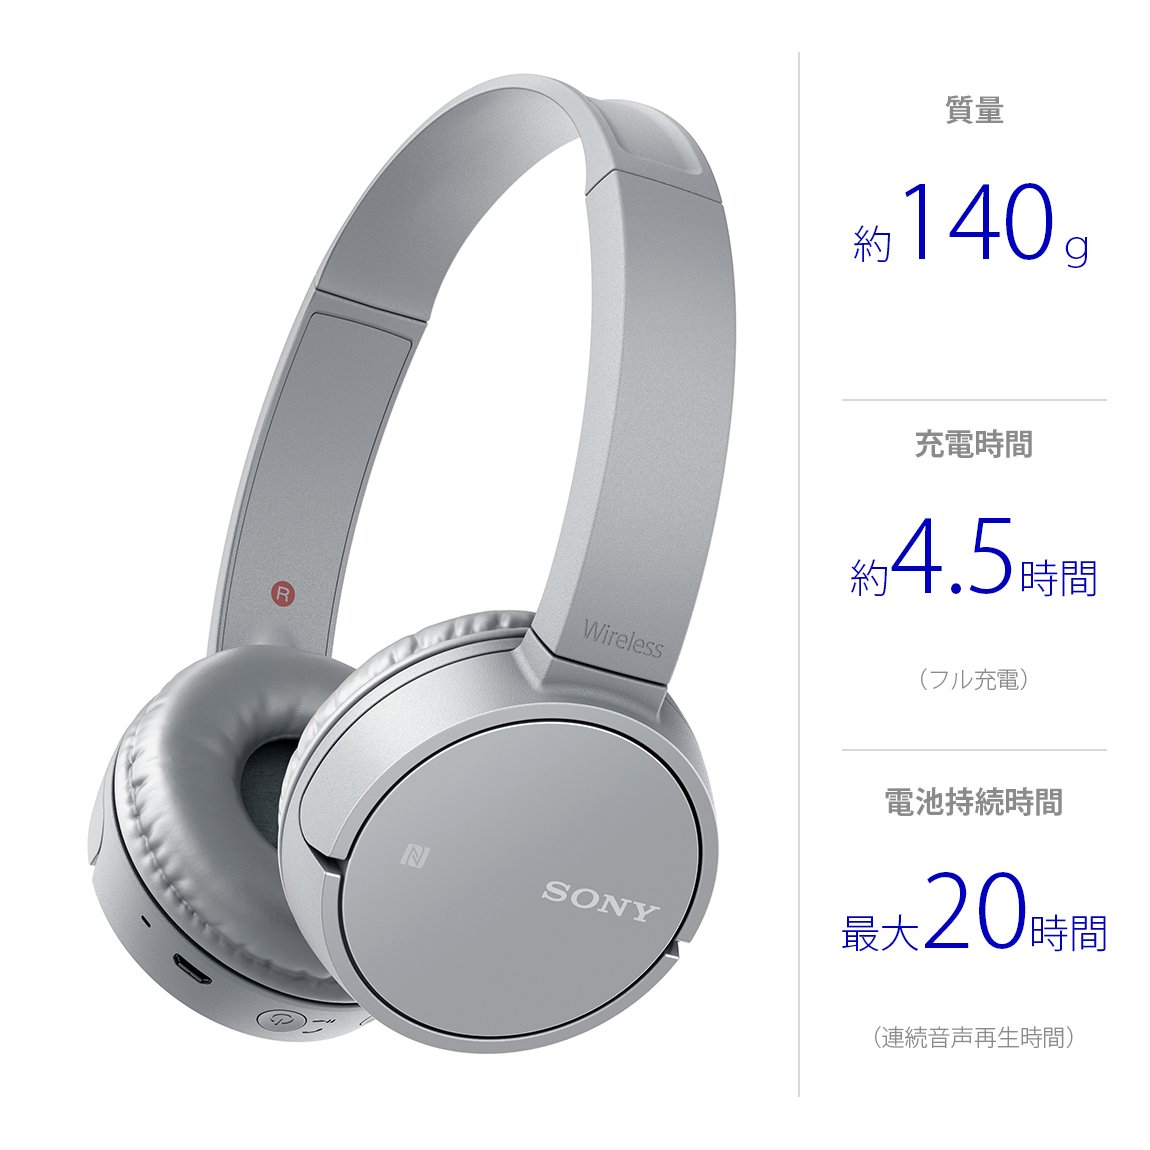 質量
約140g
充電時間
約4.5時間
（フル充電）
電池持続時間
最大20時間
（連続音声再生時間）
R
Wireless
SONY